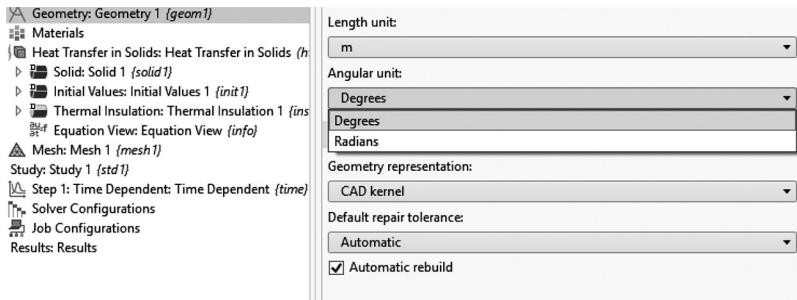 Geometry: Geometry 1 {geom1}
Materials
Heat Transfer in Solids: Heat Transfer in Solids {h
Solid: Solid 1 {solid1}
Initial Values: Initial Values 1 {init1}
Thermal Insulation: Thermal Insulation 1 {ins
Equation View: Equation View {info}
Mesh: Mesh 1 {mesh1}
Study: Study 1 {std1}
Step 1: Time Dependent: Time Dependent {time}
Solver Configurations
Job Configurations
Results: Results
Length unit:
m
Angular unit:
Degrees
Degrees
Radians
Geometry representation:
CAD kernel
Default repair tolerance:
Automatic
Automatic rebuild